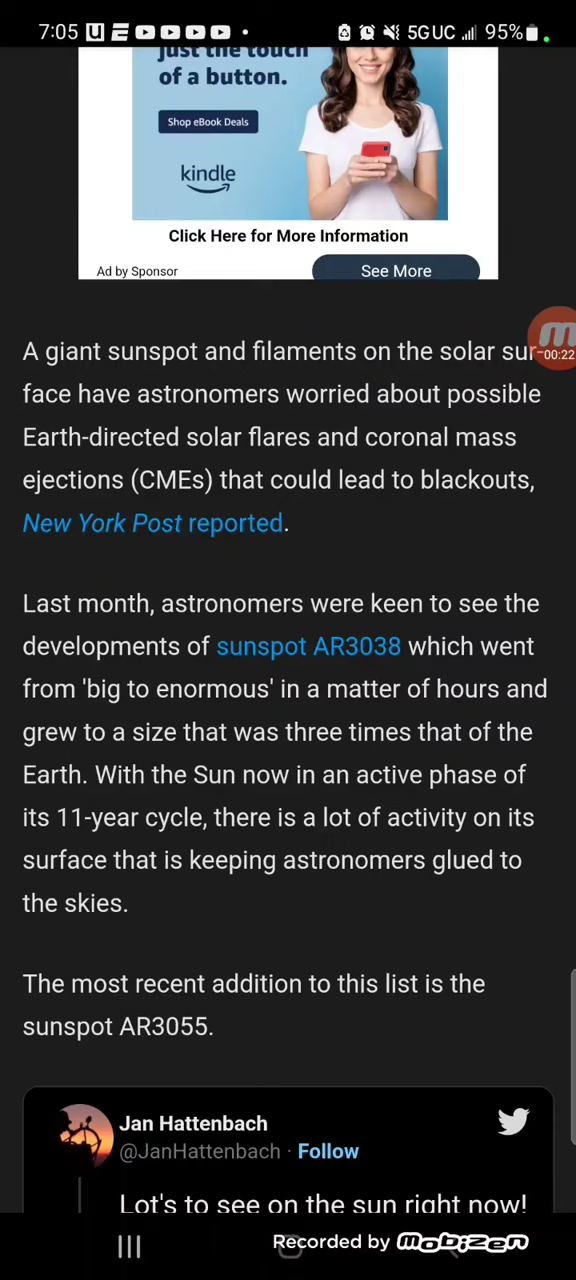 7:05
5G UC
95%
just the touch
of a button.
Shop eBook Deals
kindle
Click Here for More Information
Ad by Sponsor
See More
A giant sunspot and filaments on the solar sur-
-00:22
face have astronomers worried about possible
Earth-directed solar flares and coronal mass
ejections (CMEs) that could lead to blackouts,
New York Post reported.
Last month, astronomers were keen to see the
developments of sunspot AR3038 which went
from 'big to enormous' in a matter of hours and
grew to a size that was three times that of the
Earth. With the Sun now in an active phase of
its 11-year cycle, there is a lot of activity on its
surface that is keeping astronomers glued to
the skies.
The most recent addition to this list is the
sunspot AR3055.
Jan Hattenbach
@JanHattenbach · Follow
Lot's to see on the sun right now!
Recorded by mobizen